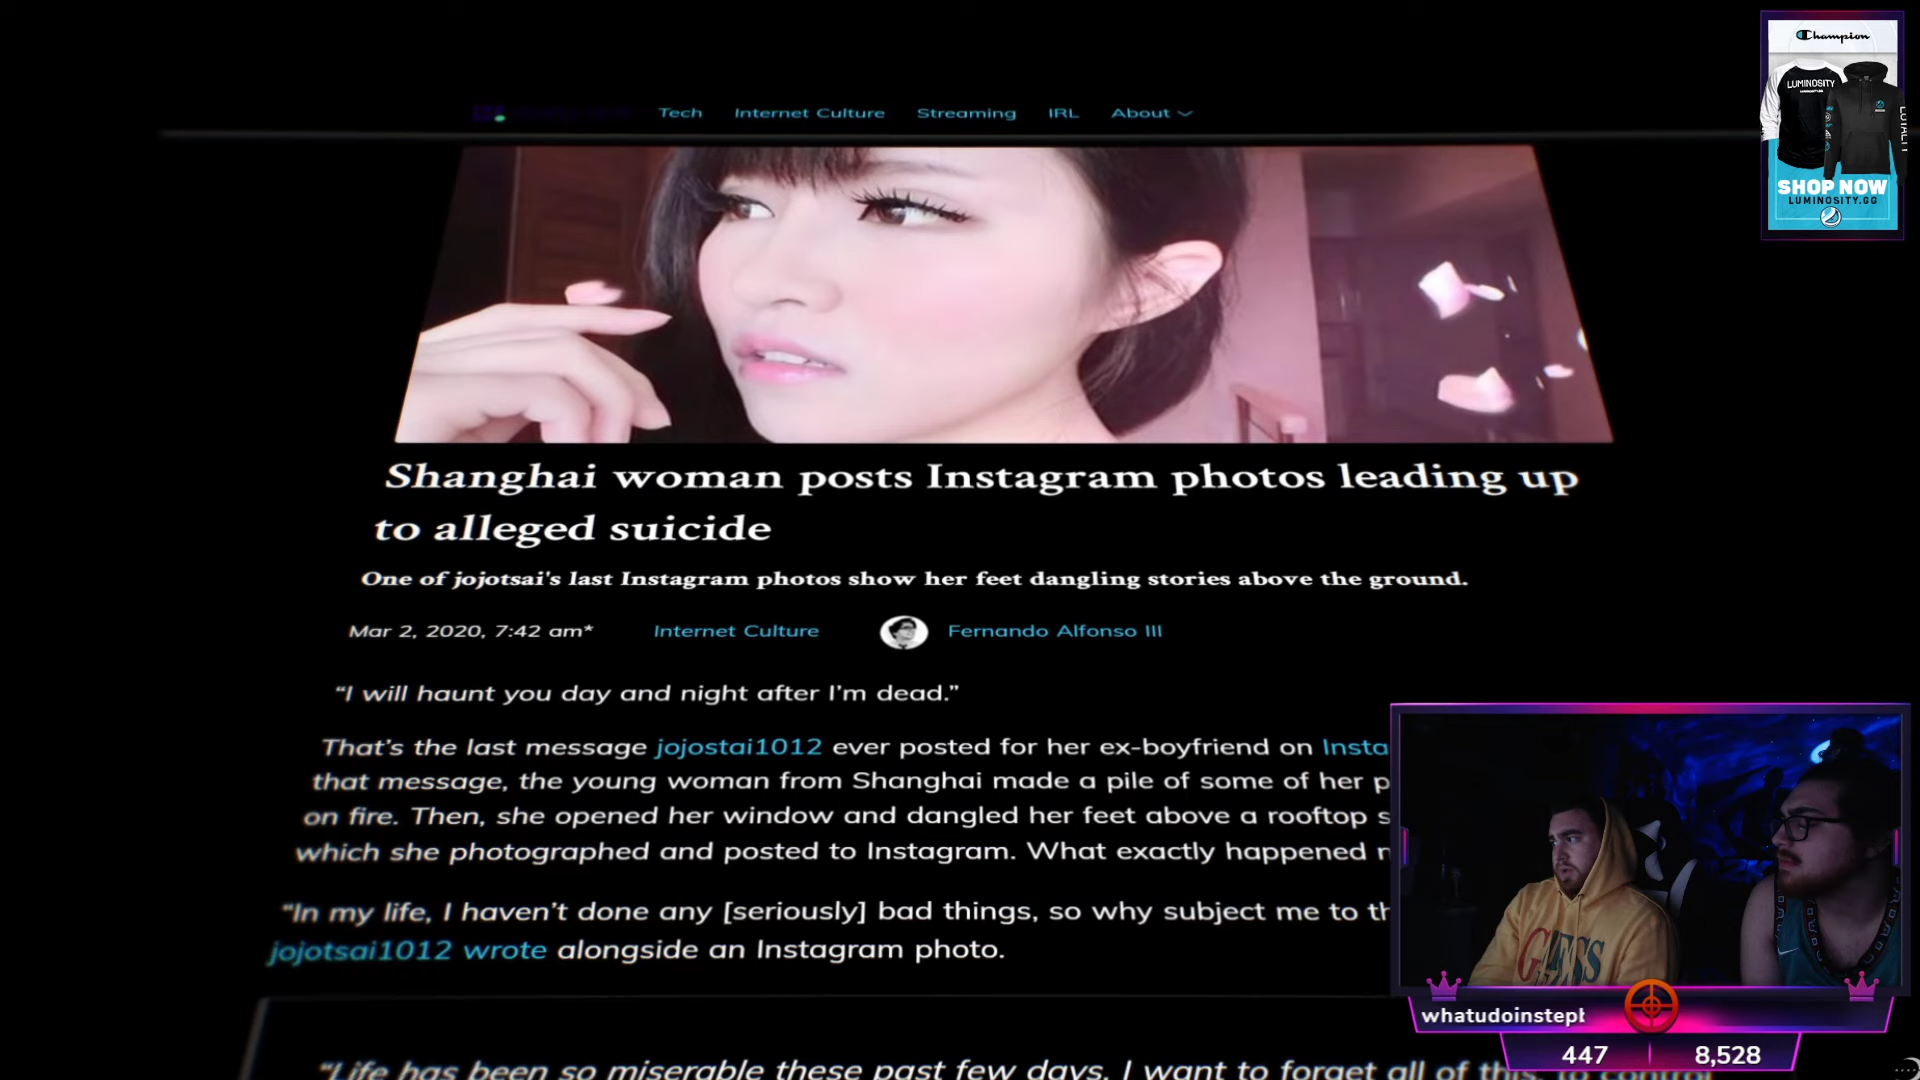 Champion
LUMINOSITY
SHOP NOW
LUMINOSITY.GG
Tech Internet Culture Streaming IRL About
Shanghai woman posts Instagram photos leading up
to alleged suicide
One of jojotsai's last Instagram photos show her feet dangling stories above the ground.
Mar 2, 2020, 7:42 am* Internet Culture Fernando Alfonso III
“I will haunt you day and night after I’m dead.”
That’s the last message jojostai1012 ever posted for her ex-boyfriend on Insta
that message, the young woman from Shanghai made a pile of some of her p
on fire. Then, she opened her window and dangled her feet above a rooftop s
which she photographed and posted to Instagram. What exactly happened
“In my life, I haven’t done any [seriously] bad things, so why subject me to th
jojotsai1012 wrote alongside an Instagram photo.
“Life has been so miserable these past few days. I want to forget all of this, to control
GUESS
whatudoinstep
447 8,528